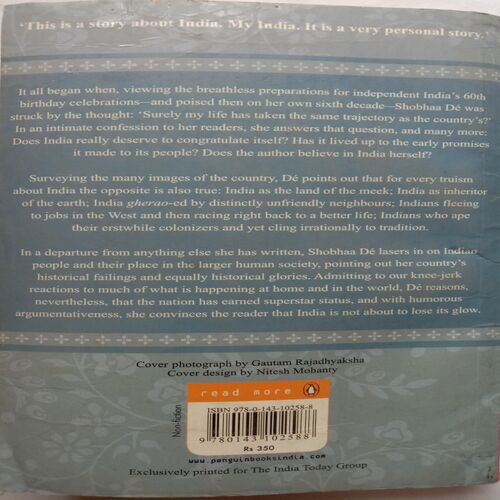 ‘This is a story about India. My India. It is a very personal story.’
It all began when, viewing the breathless preparations for independent India’s 60th
birthday celebrations—and poised then on her own sixth decade—Shobhaa Dé was
struck by the thought: ‘Surely my life has taken the same trajectory as the country’s?’
In an intimate confession to her readers, she answers that question, and many more:
Does India really deserve to congratulate itself? Has it lived up to the early promises
it made to its people? Does the author believe in India herself?
Surveying the many images of the country, Dé points out that for every truism
about India the opposite is also true: India as the land of the meek; India as inheritor
of the earth; India gherao-ed by distinctly unfriendly neighbours; Indians fleeing
to jobs in the West and then racing right back to a better life; Indians who ape
their erstwhile colonizers and yet cling irrationally to tradition.
In a departure from anything else she has written, Shobhaa Dé lasers in on Indian
people and their place in the larger human society, pointing out her country’s
historical failings and equally historical glories. Admitting to our knee-jerk
reactions to much of what is happening at home and in the world, Dé reasons,
nevertheless, that the nation has earned superstar status, and with humorous
argumentativeness, she convinces the reader that India is not about to lose its glow.
Cover photograph by Gautam Rajadhyaksha
Cover design by Nitesh Mohanty
read more
Non-fiction
ISBN 978-0-143-10258-8
9 780143 102588
Rs 350
www.penguinbooksindia.com
Exclusively printed for The India Today Group